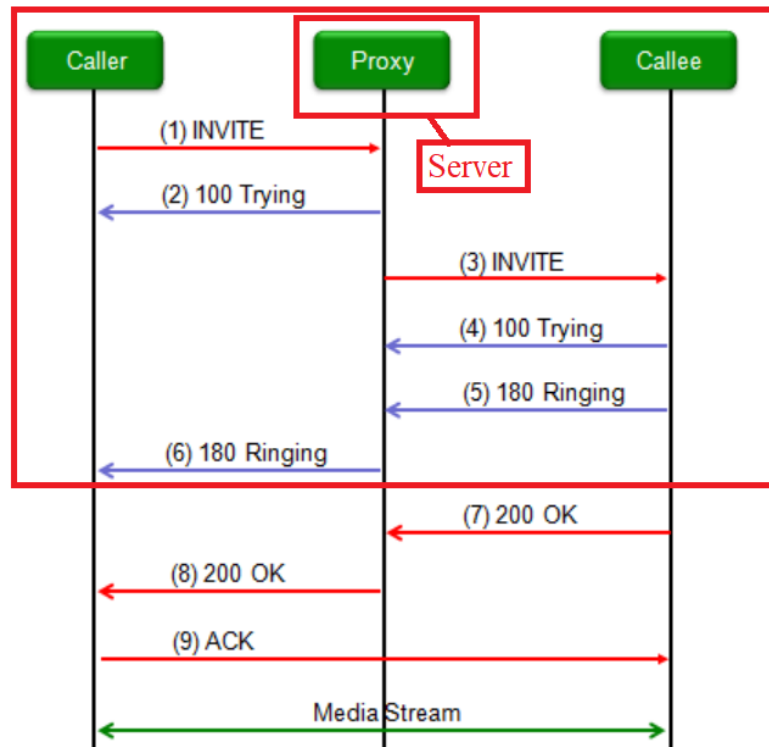 Caller
Proxy
Callee
(1) INVITE
Server
(2) 100 Trying
(3) INVITE
(4) 100 Trying
(5) 180 Ringing
(6) 180 Ringing
(7) 200 OK
(8) 200 OK
(9) ACK
Media Stream